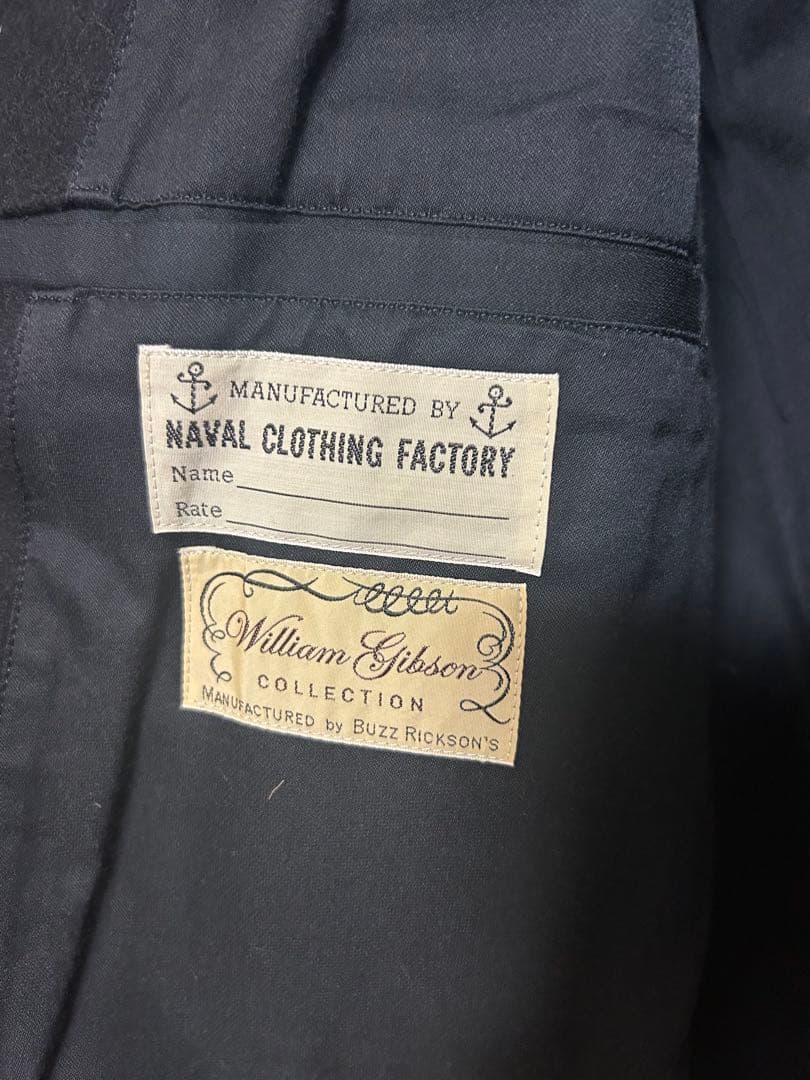 MANUFACTURED BY
NAVAL CLOTHING FACTORY
Name
Rate
William Gibson
COLLECTION
MANUFACTURED by BUZZ RICKSON'S